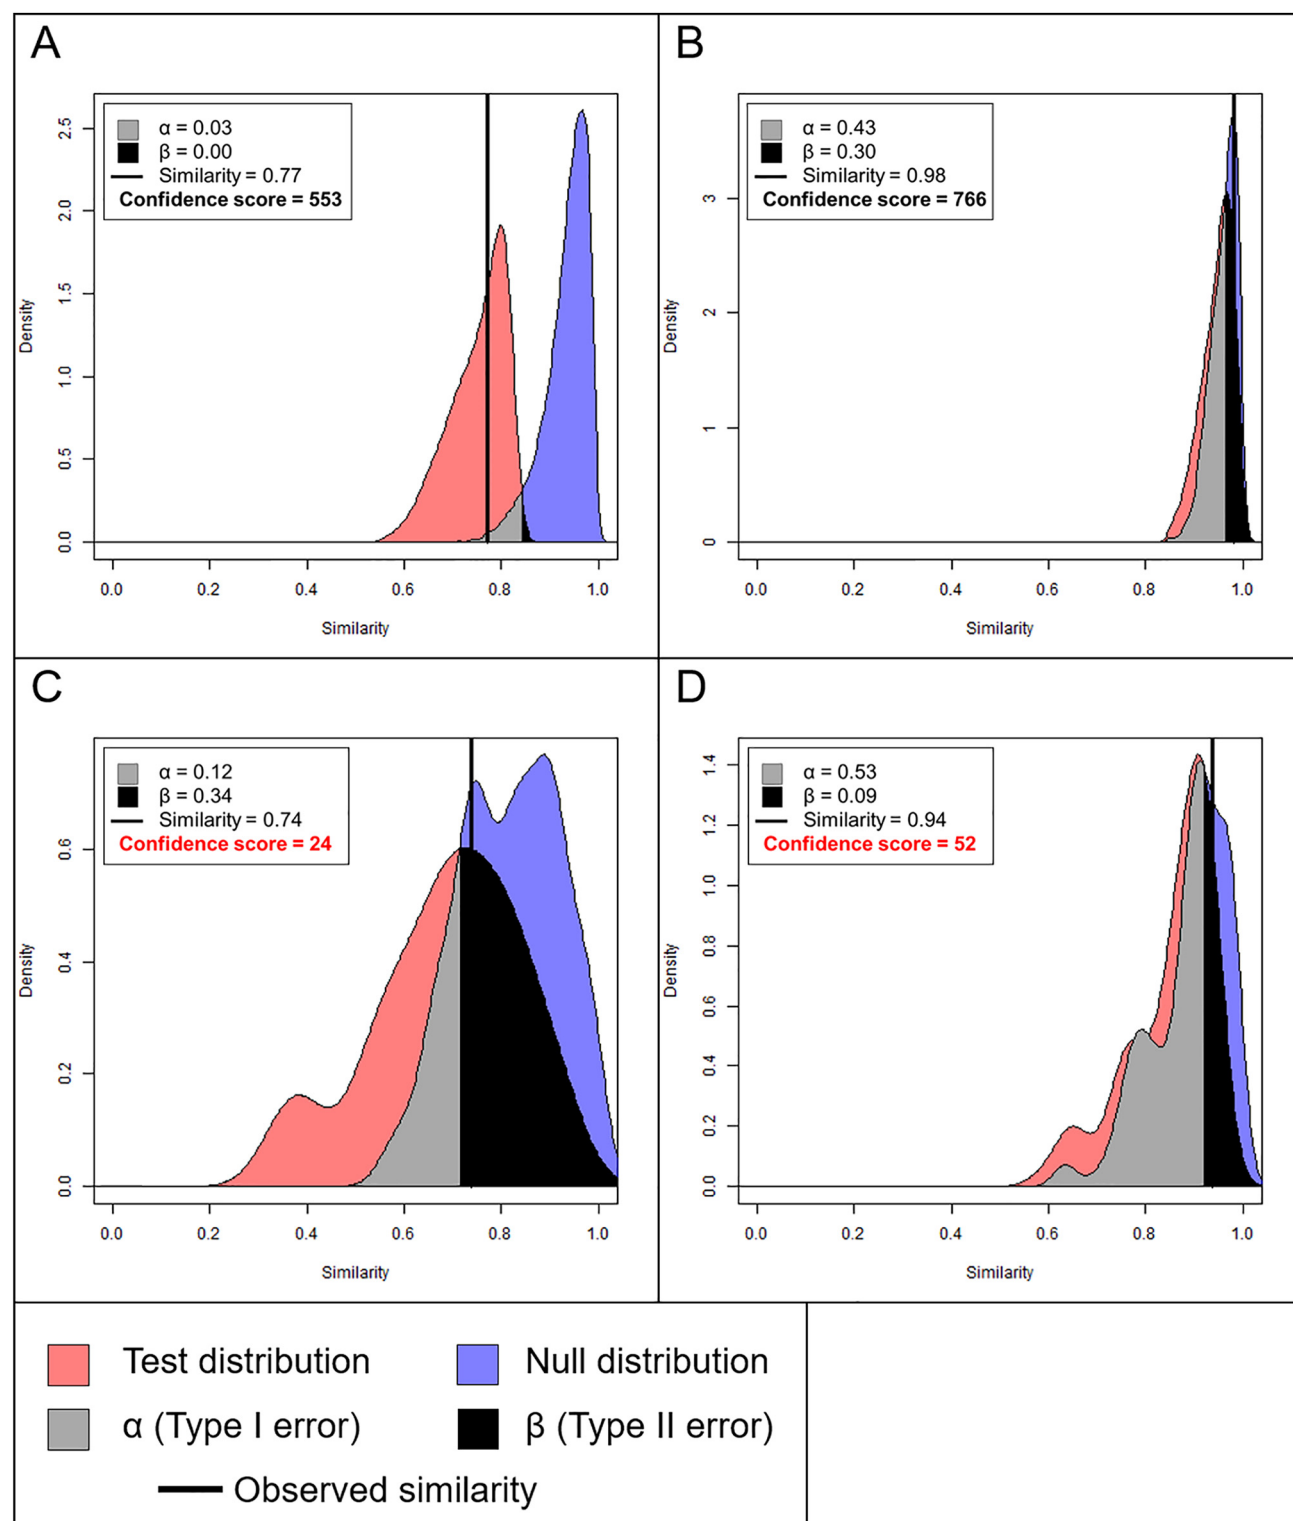 A
α = 0.03
β = 0.00
Similarity = 0.77
Confidence score = 553
Density
0.0 0.5 1.0 1.5 2.0 2.5
0.0 0.2 0.4 0.6 0.8 1.0
Similarity
B
α = 0.43
β = 0.30
Similarity = 0.98
Confidence score = 766
Density
0 1 2 3
0.0 0.2 0.4 0.6 0.8 1.0
Similarity
C
α = 0.12
β = 0.34
Similarity = 0.74
Confidence score = 24
Density
0.0 0.2 0.4 0.6
0.0 0.2 0.4 0.6 0.8 1.0
Similarity
D
α = 0.53
β = 0.09
Similarity = 0.94
Confidence score = 52
Density
0.0 0.2 0.4 0.6 0.8 1.0 1.2 1.4
0.0 0.2 0.4 0.6 0.8 1.0
Similarity
Test distribution
Null distribution
α (Type I error)
β (Type II error)
Observed similarity